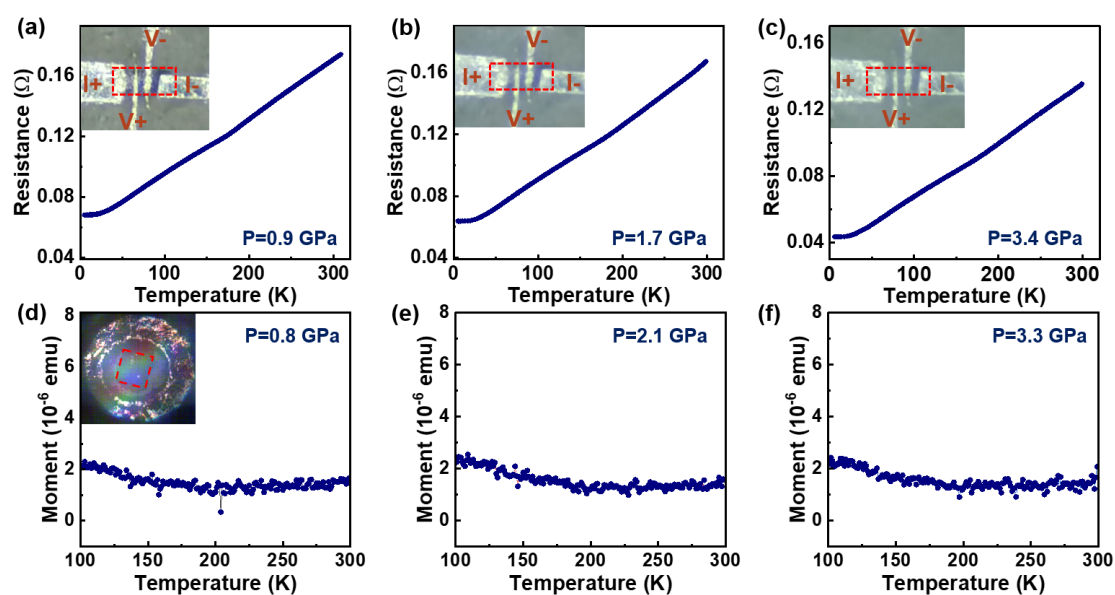 (a)
Resistance (Ω)
0.16
0.12
0.08
0.04
V-
I+
I-
V+
P=0.9 GPa
0 100 200 300
Temperature (K)
(b)
Resistance (Ω)
0.16
0.12
0.08
0.04
V-
I+
I-
V+
P=1.7 GPa
0 100 200 300
Temperature (K)
(c)
Resistance (Ω)
0.16
0.12
0.08
0.04
V-
I+
I-
V+
P=3.4 GPa
0 100 200 300
Temperature (K)
(d)
Moment (10⁻⁶ emu)
8
6
4
2
0
P=0.8 GPa
100 150 200 250 300
Temperature (K)
(e)
Moment (10⁻⁶ emu)
8
6
4
2
0
P=2.1 GPa
100 150 200 250 300
Temperature (K)
(f)
Moment (10⁻⁶ emu)
8
6
4
2
0
P=3.3 GPa
100 150 200 250 300
Temperature (K)